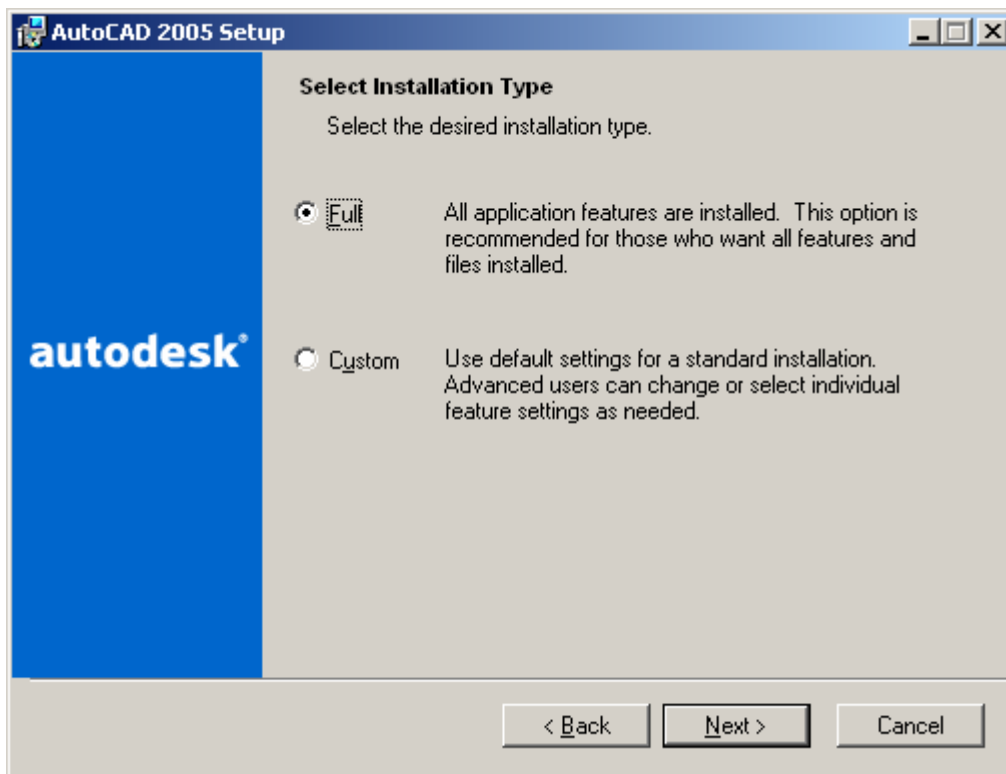 AutoCAD 2005 Setup
Select Installation Type
Select the desired installation type.
Full
All application features are installed.  This option is
recommended for those who want all features and
files installed.
autodesk®
Custom
Use default settings for a standard installation.
Advanced users can change or select individual
feature settings as needed.
< Back
Next >
Cancel